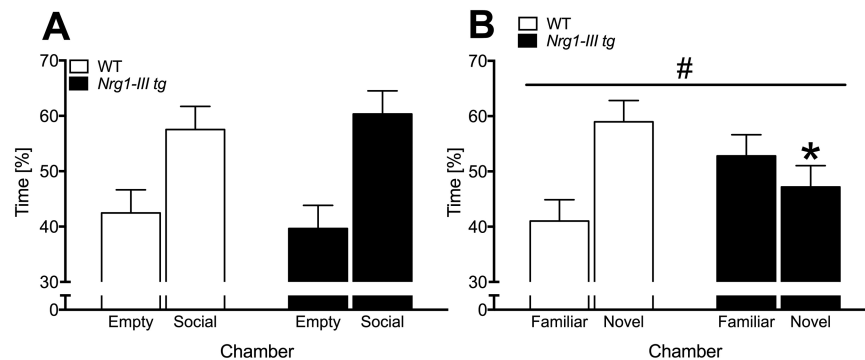 A
WT
Nrg1-III tg
70
60
50
40
30
0
Time [%]
Empty Social Empty Social
Chamber
B
WT
Nrg1-III tg
#
*
70
60
50
40
30
0
Time [%]
Familiar Novel Familiar Novel
Chamber